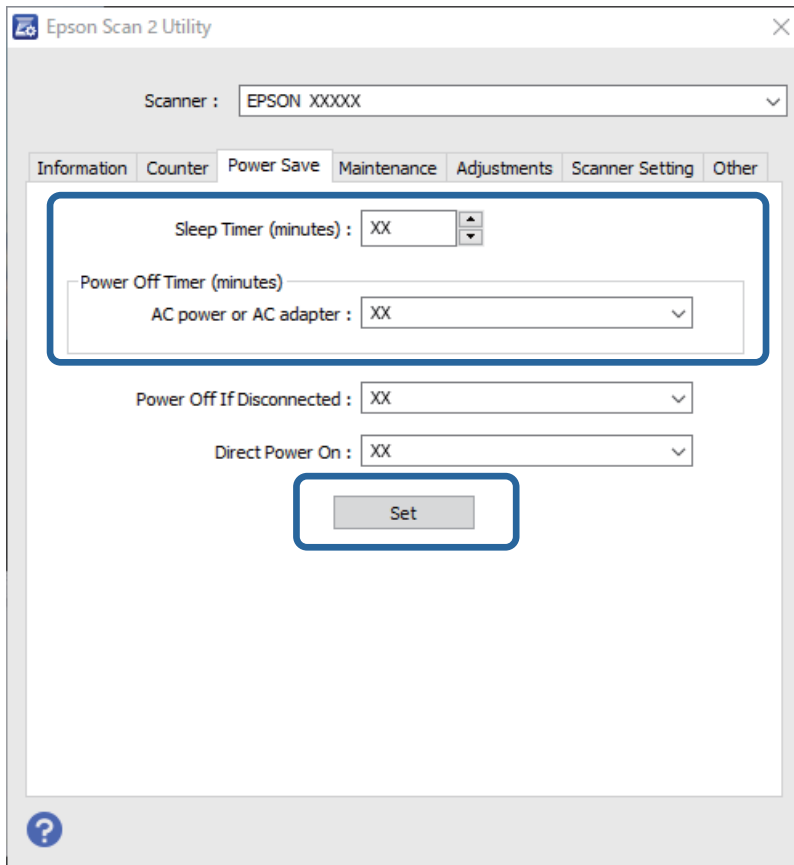 Epson Scan 2 Utility
Scanner : EPSON XXXXX
Information Counter Power Save Maintenance Adjustments Scanner Setting Other
Sleep Timer (minutes) : XX
Power Off Timer (minutes)
AC power or AC adapter : XX
Power Off If Disconnected : XX
Direct Power On : XX
Set
?